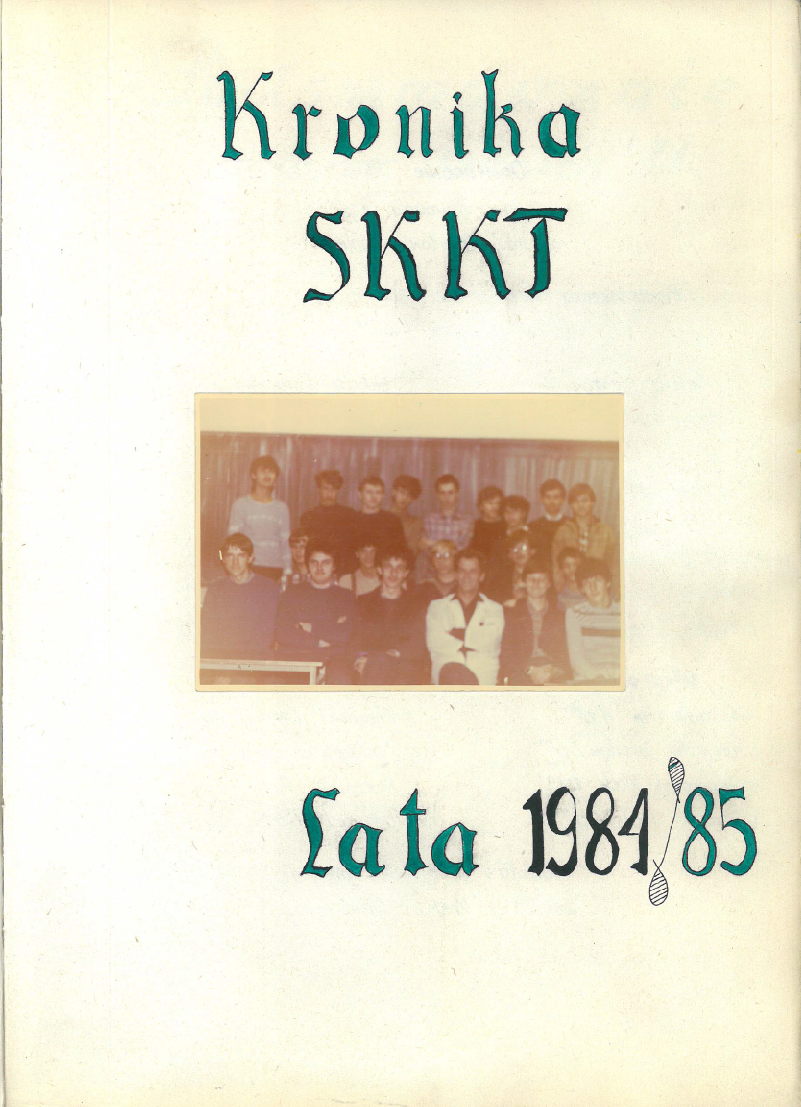 Kronika
SKKT
Lata 1984/85